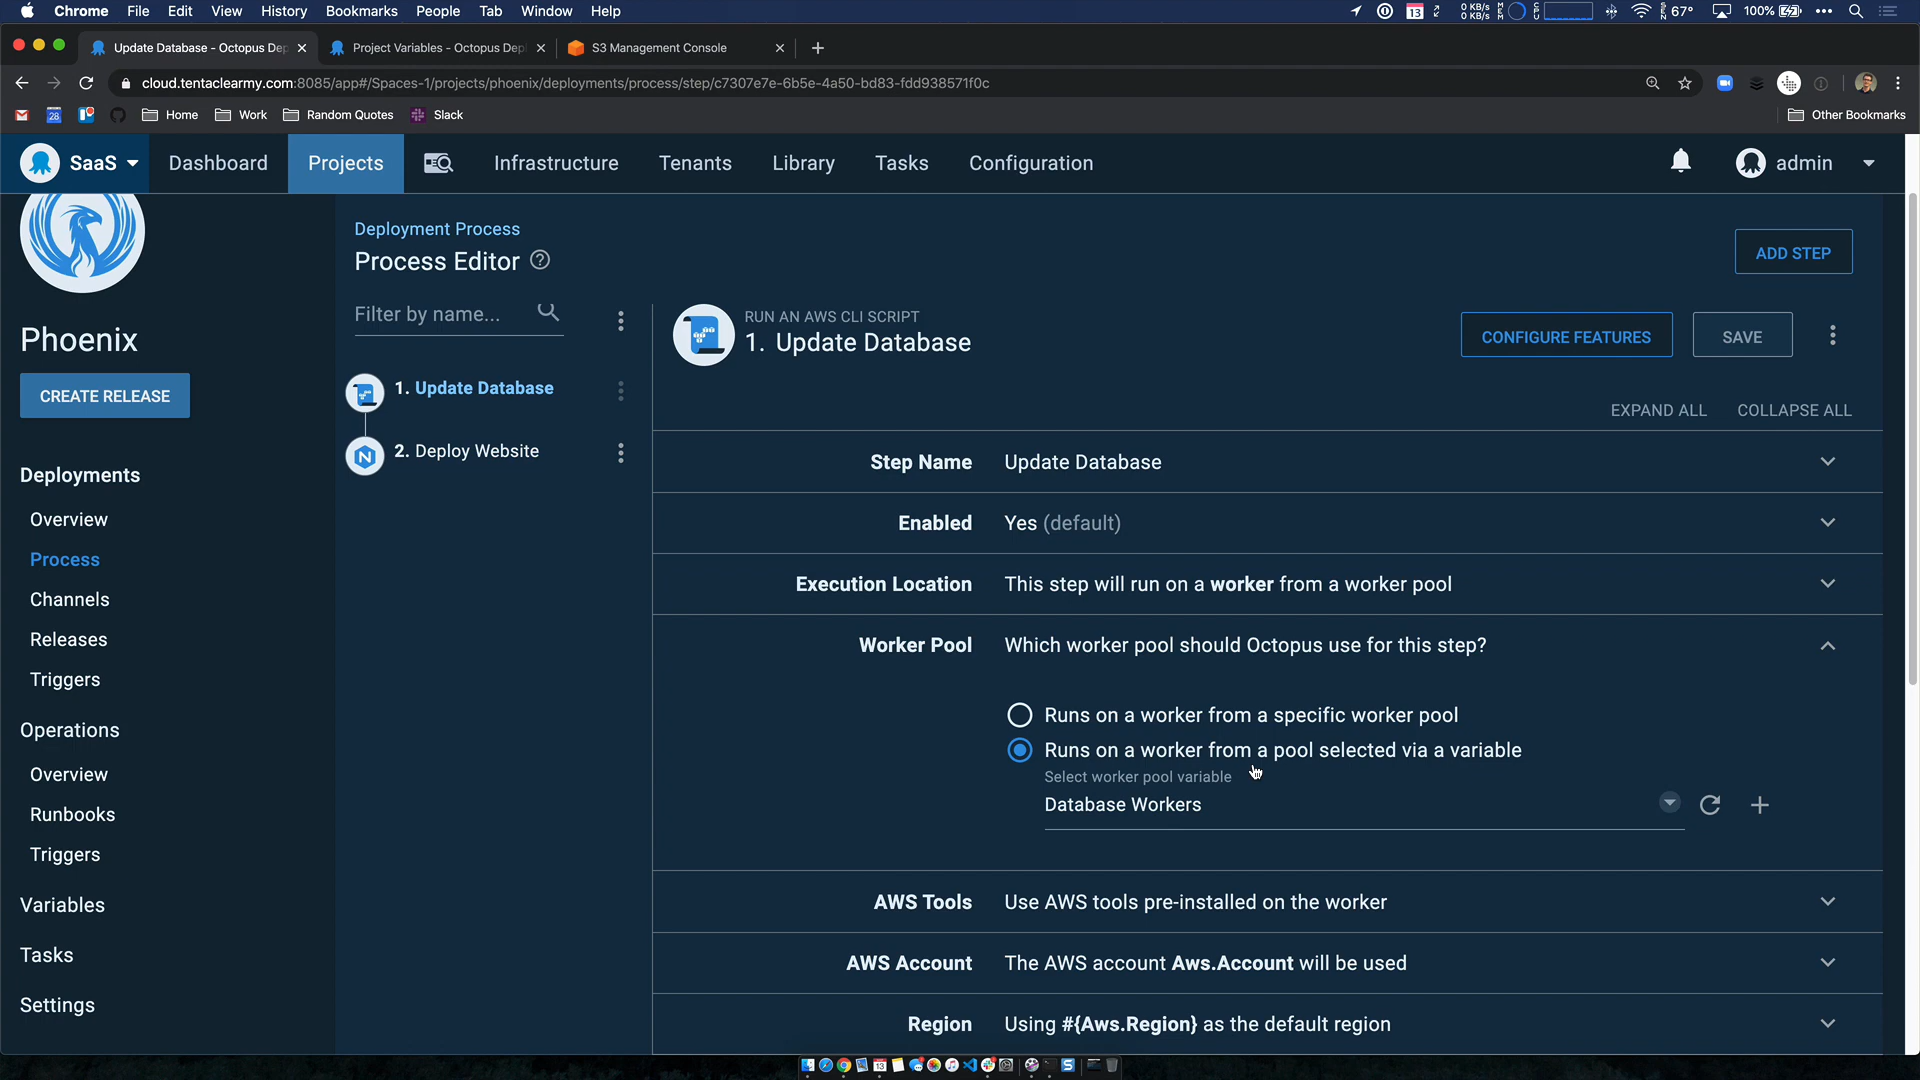 Chrome File Edit View History Bookmarks People Tab Window Help
13 0 KB/s 0 KB/s 67° 100%
Update Database - Octopus Dep
Project Variables - Octopus Depl
S3 Management Console
cloud.tentaclearmy.com:8085/app#/Spaces-1/projects/phoenix/deployments/process/step/c7307e7e-6b5e-4a50-bd83-fdd938571f0c
28 Home Work Random Quotes Slack Other Bookmarks
SaaS Dashboard Projects Infrastructure Tenants Library Tasks Configuration admin
Phoenix
CREATE RELEASE
Deployments
Overview
Process
Channels
Releases
Triggers
Operations
Overview
Runbooks
Triggers
Variables
Tasks
Settings
Deployment Process
Process Editor ?
ADD STEP
Filter by name...
1. Update Database
2. Deploy Website
RUN AN AWS CLI SCRIPT
1. Update Database
CONFIGURE FEATURES
SAVE
EXPAND ALL COLLAPSE ALL
Step Name Update Database
Enabled Yes (default)
Execution Location This step will run on a worker from a worker pool
Worker Pool Which worker pool should Octopus use for this step?
Runs on a worker from a specific worker pool
Runs on a worker from a pool selected via a variable
Select worker pool variable
Database Workers
AWS Tools Use AWS tools pre-installed on the worker
AWS Account The AWS account Aws.Account will be used
Region Using #{Aws.Region} as the default region